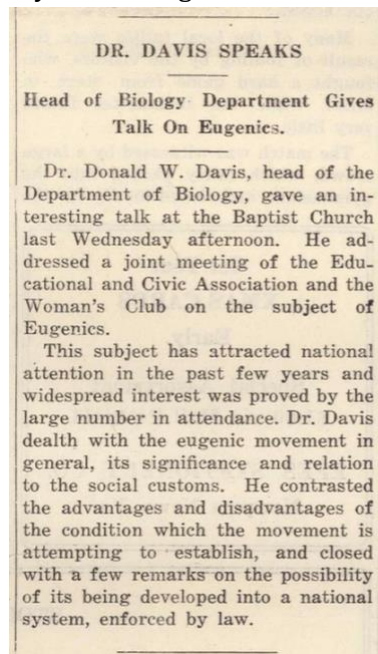 DR. DAVIS SPEAKS
Head of Biology Department Gives
Talk On Eugenics.
Dr. Donald W. Davis, head of the
Department of Biology, gave an in-
teresting talk at the Baptist Church
last Wednesday afternoon. He ad-
dressed a joint meeting of the Edu-
cational and Civic Association and the
Woman's Club on the subject of
Eugenics.
This subject has attracted national
attention in the past few years and
widespread interest was proved by the
large number in attendance. Dr. Davis
dealth with the eugenic movement in
general, its significance and relation
to the social customs. He contrasted
the advantages and disadvantages of
the condition which the movement is
attempting to establish, and closed
with a few remarks on the possibility
of its being developed into a national
system, enforced by law.